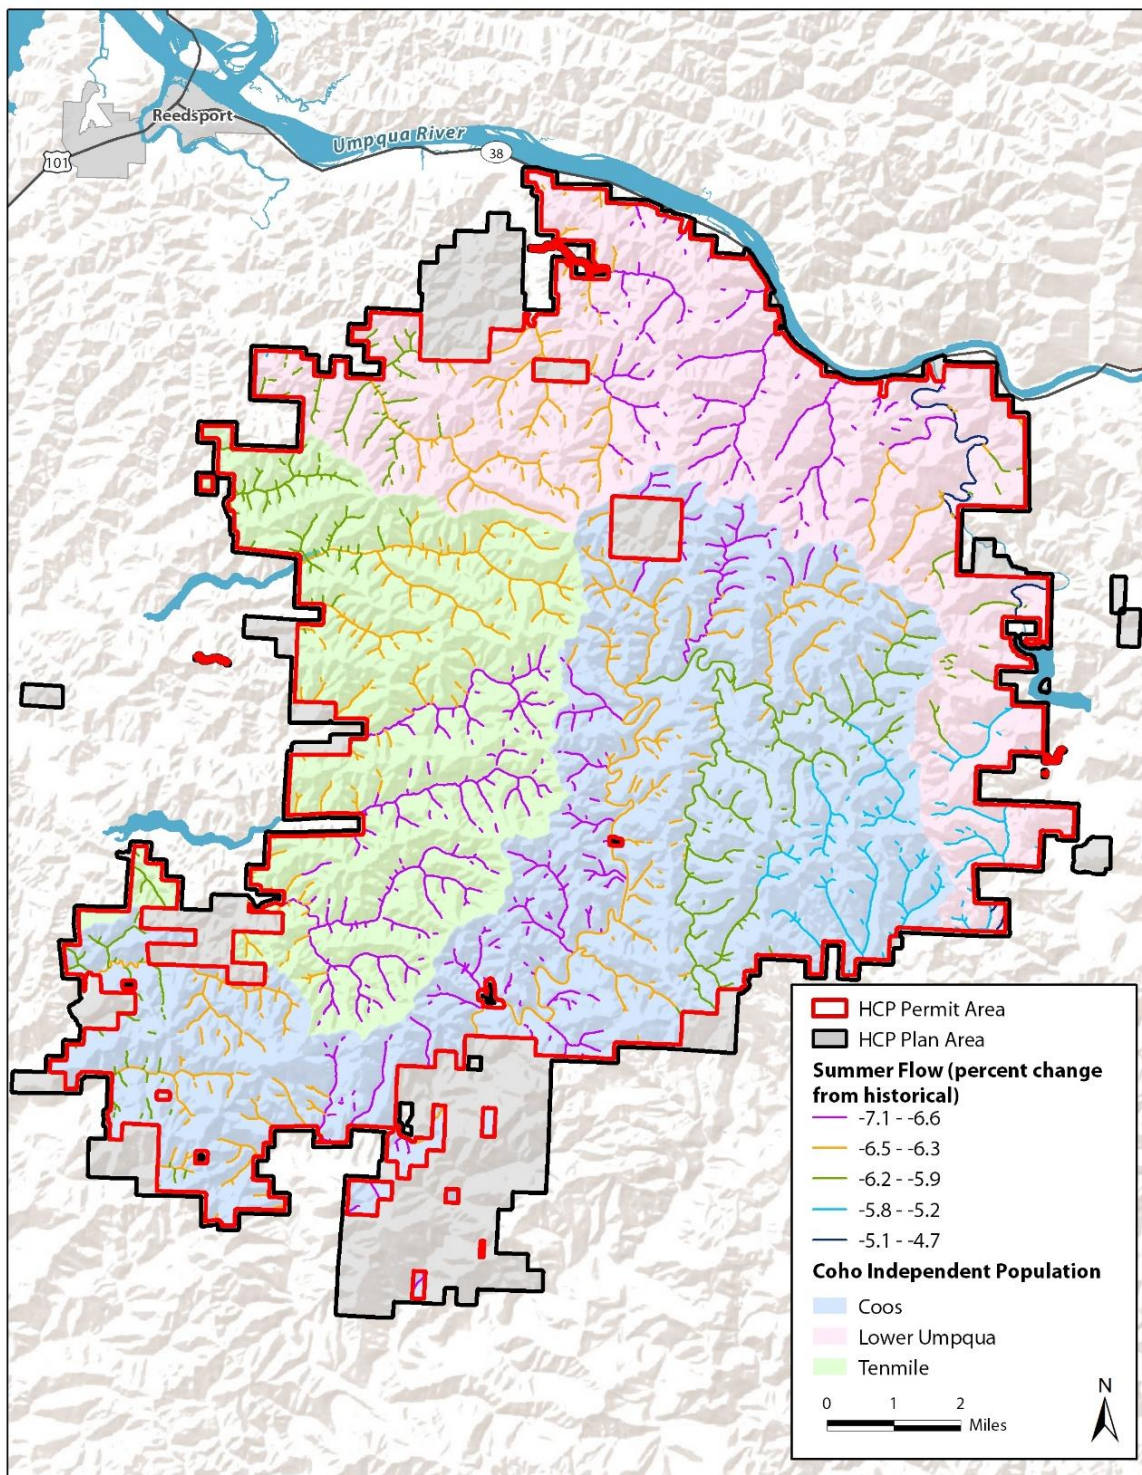 Reedsport
Umpqua River
38
101
HCP Permit Area
HCP Plan Area
Summer Flow (percent change
from historical)
-7.1 - -6.6
-6.5 - -6.3
-6.2 - -5.9
-5.8 - -5.2
-5.1 - -4.7
Coho Independent Population
Coos
Lower Umpqua
Tenmile
N
0 1 2
Miles